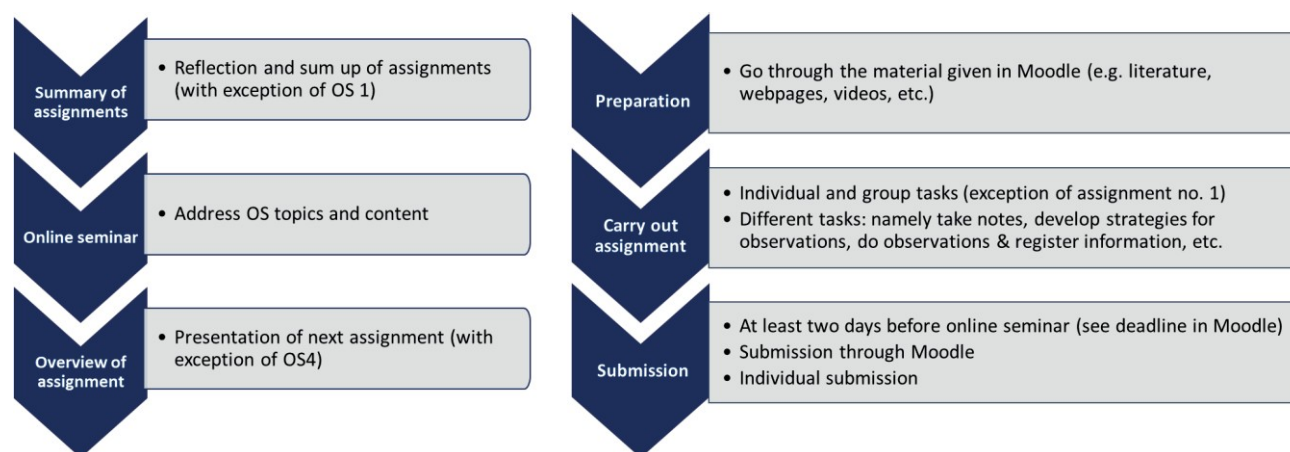 Summary of
assignments
• Reflection and sum up of assignments
(with exception of OS 1)
Online seminar
• Address OS topics and content
Overview of
assignment
• Presentation of next assignment (with
exception of OS4)
Preparation
• Go through the material given in Moodle (e.g. literature,
webpages, videos, etc.)
Carry out
assignment
• Individual and group tasks (exception of assignment no. 1)
• Different tasks: namely take notes, develop strategies for
observations, do observations & register information, etc.
Submission
• At least two days before online seminar (see deadline in Moodle)
• Submission through Moodle
• Individual submission